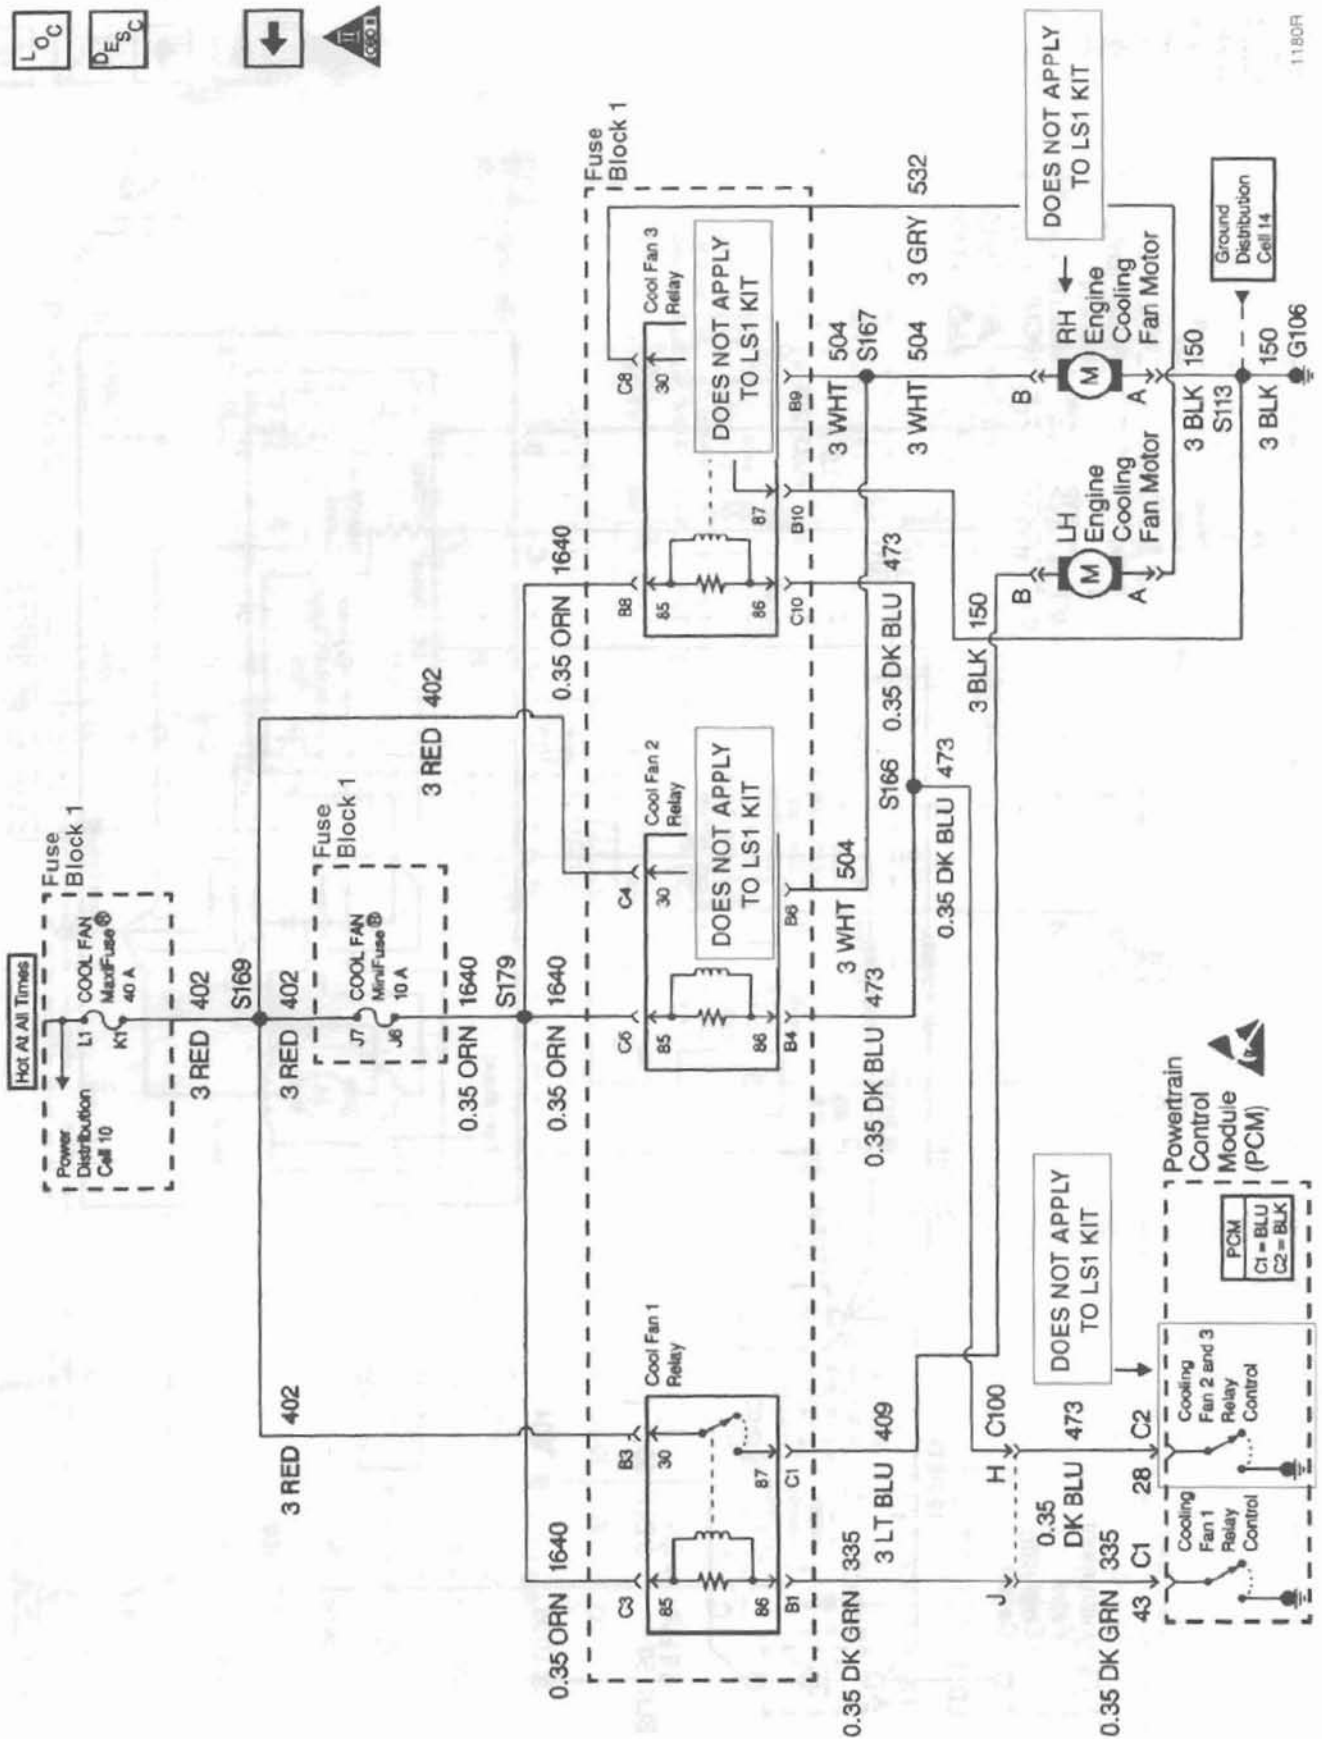 LOC
DESC
OBD II
Hot At All Times
Power
Distribution
Cell 10
L1
COOL FAN
MaxiFuse®
40 A
K1
Fuse
Block 1
3 RED 402
S169
3 RED 402
Fuse
Block 1
J7
COOL FAN
MiniFuse®
10 A
J6
3 RED 402
3 RED 402
0.35 ORN 1640
S179
0.35 ORN 1640
0.35 ORN 1640
0.35 ORN 1640
Fuse
Block 1
C3
B3
Cool Fan 1
Relay
85
30
86
87
B1
C1
C6
C4
Cool Fan 2
Relay
85
30
DOES NOT APPLY
TO LS1 KIT
86
B4
B6
B8
C8
Cool Fan 3
Relay
85
30
DOES NOT APPLY
TO LS1 KIT
86
87
C10
B10
B9
0.35 DK GRN 335
3 LT BLU 409
0.35 DK BLU 473
3 WHT 504
0.35 DK BLU 473
S166
0.35 DK BLU 473
3 BLK 150
3 WHT 504
S167
3 WHT 504
3 GRY 532
J
H
C100
0.35
DK BLU 473
0.35 DK GRN 335
DOES NOT APPLY
TO LS1 KIT
43
C1
28
C2
Cooling
Fan 1
Relay
Control
Cooling
Fan 2 and 3
Relay
Control
PCM
C1 = BLU
C2 = BLK
Powertrain
Control
Module
(PCM)
B
M
A
LH
Engine
Cooling
Fan Motor
B
M
A
RH
Engine
Cooling
Fan Motor
DOES NOT APPLY
TO LS1 KIT
3 BLK 150
S113
3 BLK 150
G106
Ground
Distribution
Cell 14
1180R